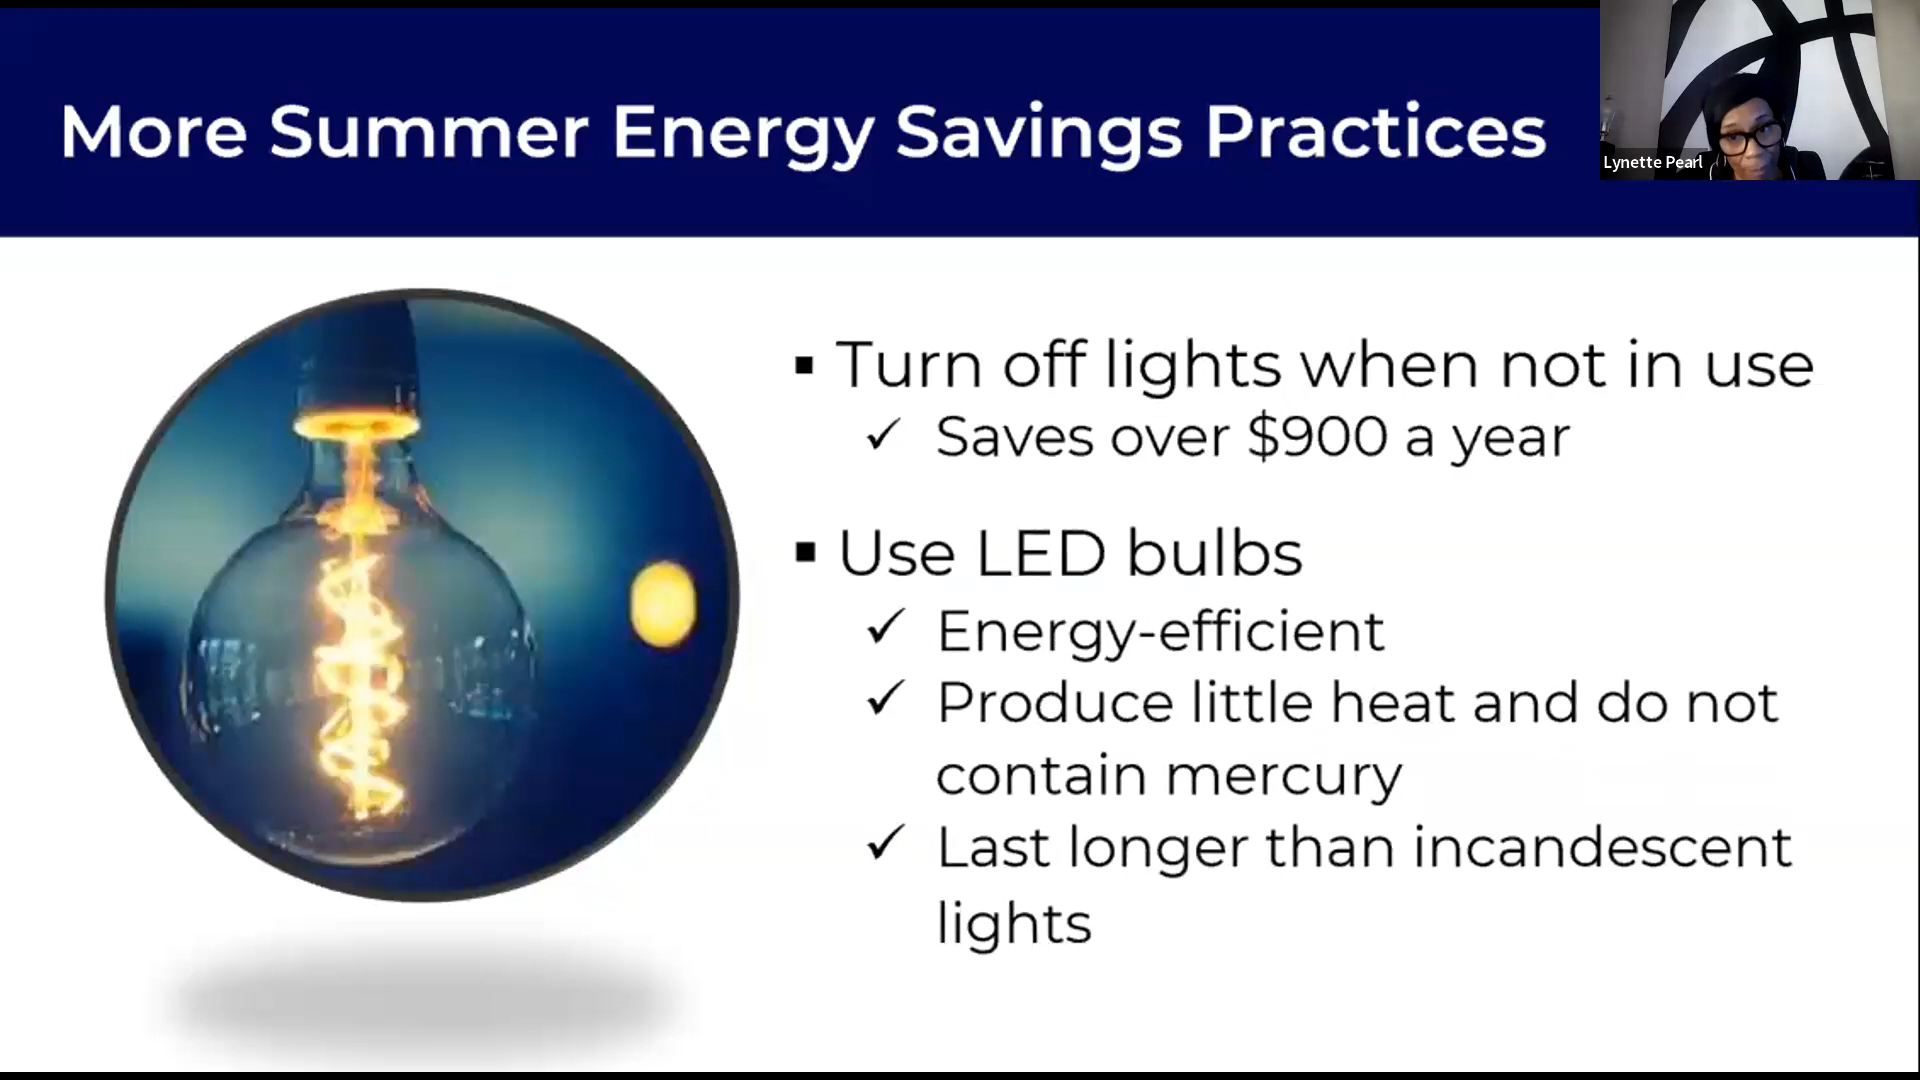 More Summer Energy Savings Practices
Lynette Pearl
▪ Turn off lights when not in use
✓ Saves over $900 a year
▪ Use LED bulbs
✓ Energy-efficient
✓ Produce little heat and do not
contain mercury
✓ Last longer than incandescent
lights